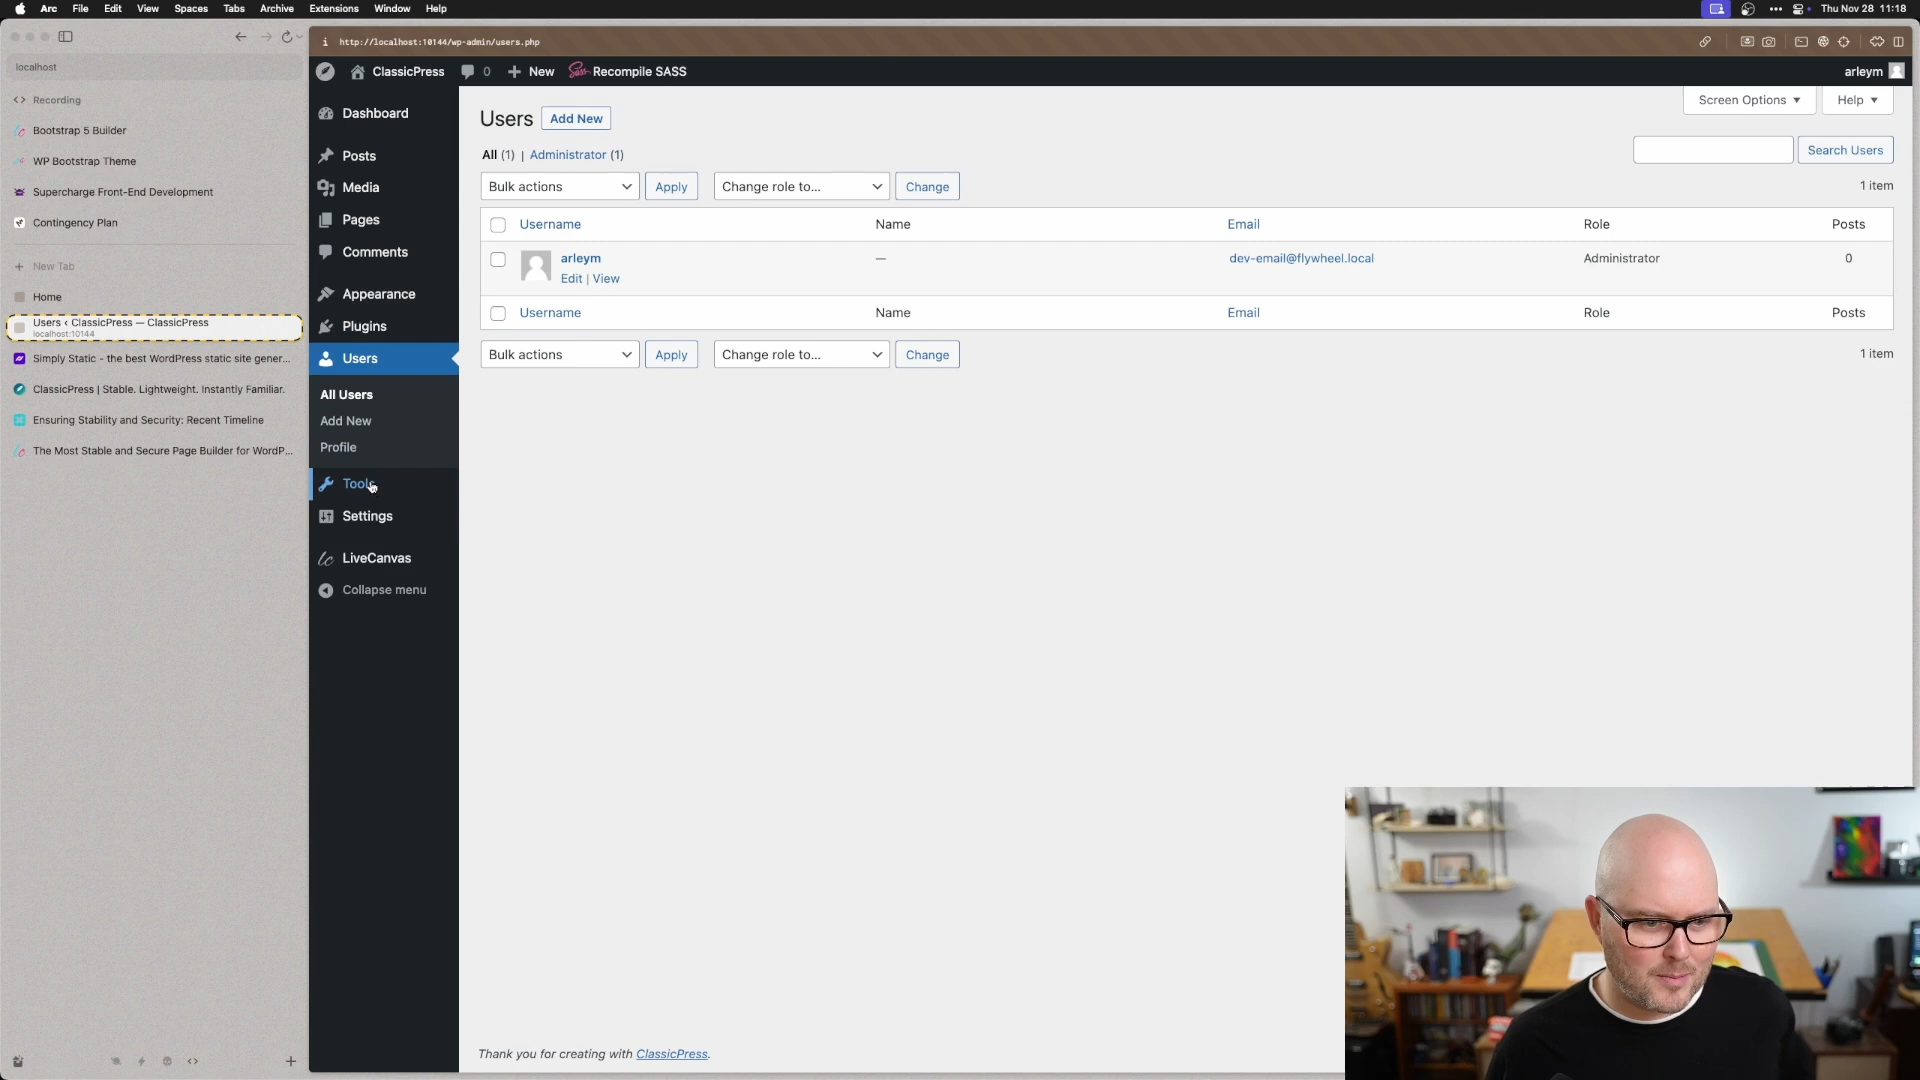 Arc File Edit View Spaces Tabs Archive Extensions Window Help
Thu Nov 28 11:18
localhost
Recording
Bootstrap 5 Builder
WP Bootstrap Theme
Supercharge Front-End Development
Contingency Plan
New Tab
Home
Users ‹ ClassicPress — ClassicPress
localhost:10144
Simply Static - the best WordPress static site gener...
ClassicPress | Stable. Lightweight. Instantly Familiar.
Ensuring Stability and Security: Recent Timeline
The Most Stable and Secure Page Builder for WordP...
http://localhost:10144/wp-admin/users.php
ClassicPress 0 New Recompile SASS
arleym
Dashboard
Posts
Media
Pages
Comments
Appearance
Plugins
Users
All Users
Add New
Profile
Tools
Settings
LiveCanvas
Collapse menu
Screen Options Help
Users Add New
All (1) | Administrator (1)
Search Users
Bulk actions Apply Change role to... Change
1 item
Username Name Email Role Posts
arleym — dev-email@flywheel.local Administrator 0
Edit | View
Username Name Email Role Posts
Bulk actions Apply Change role to... Change
1 item
Thank you for creating with ClassicPress.